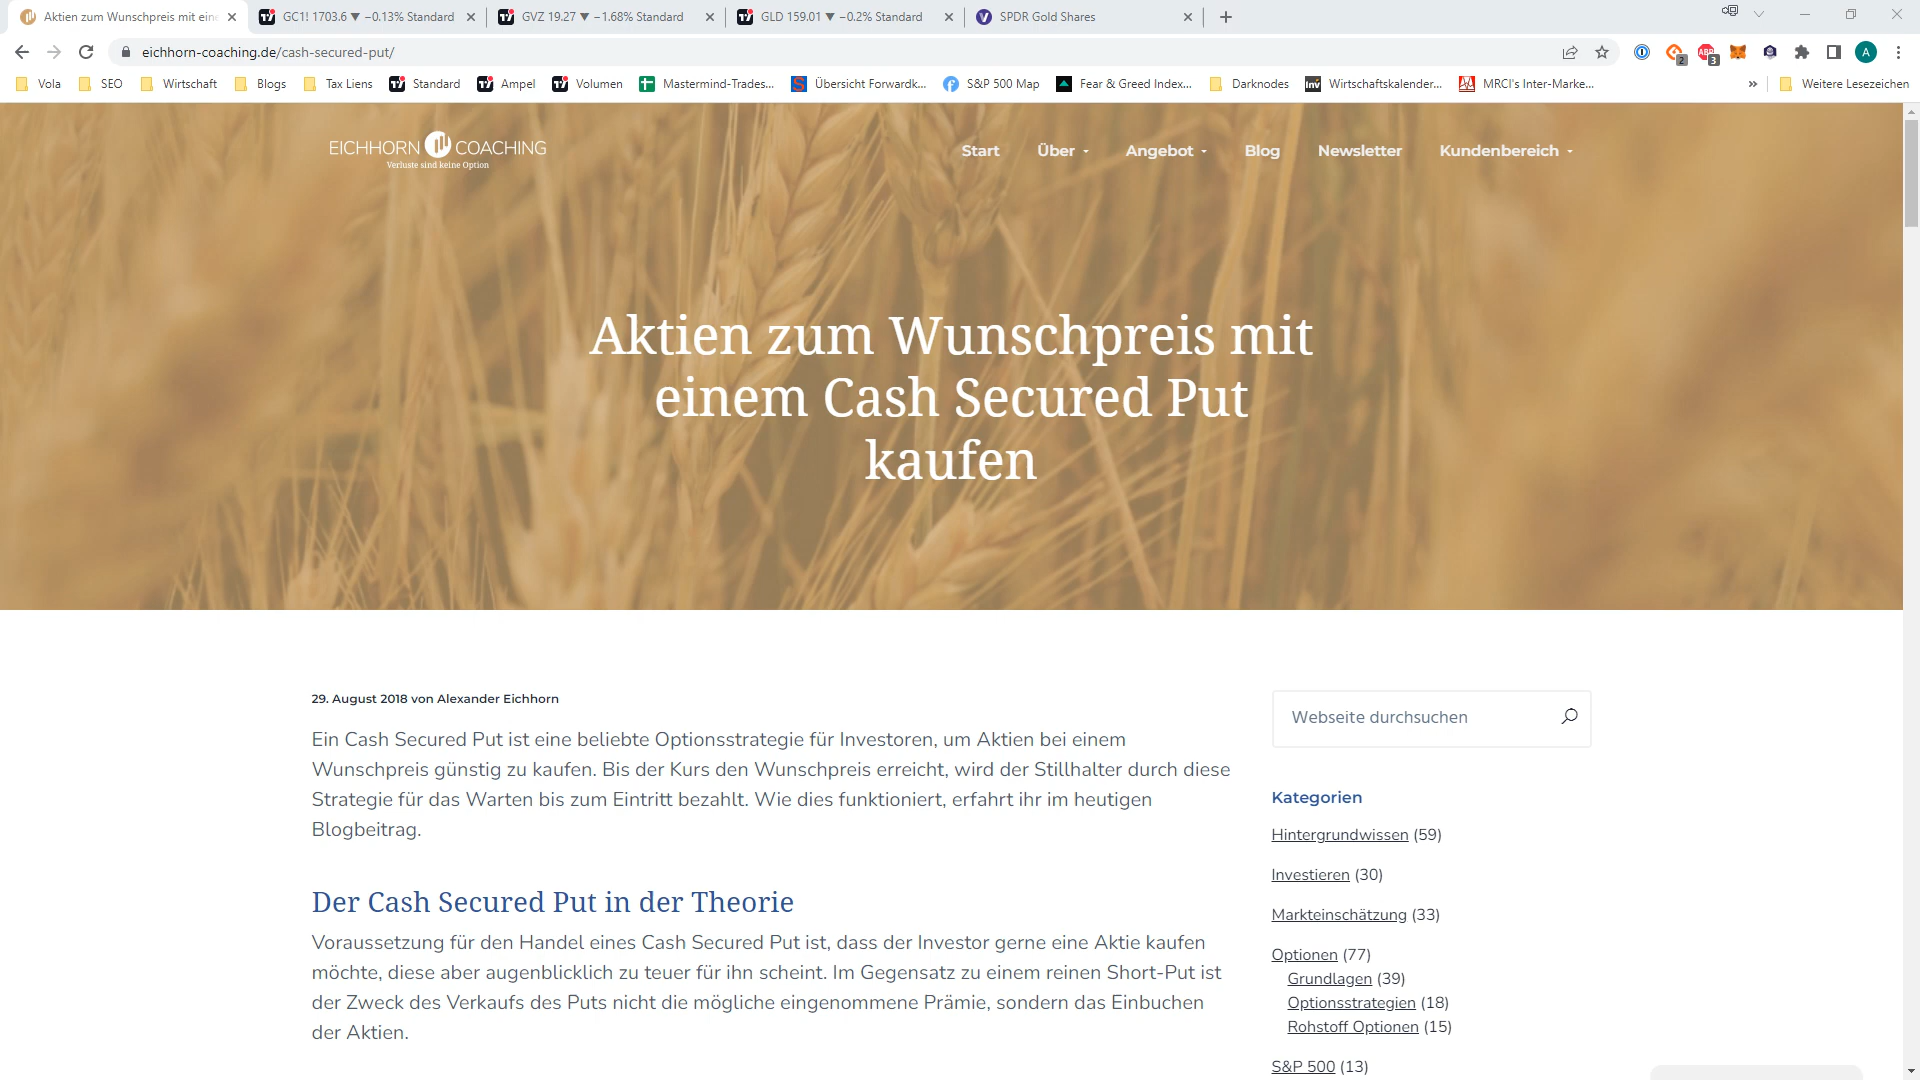 Aktien zum Wunschpreis mit ein
GC1! 1703.6 ▼ −0.13% Standard
GVZ 19.27 ▼ −1.68% Standard
GLD 159.01 ▼ −0.2% Standard
SPDR Gold Shares
eichhorn-coaching.de/cash-secured-put/
2
ABP
3
A
Vola
SEO
Wirtschaft
Blogs
Tax Liens
Standard
Ampel
Volumen
Mastermind-Trades...
Übersicht Forwardk...
S&P 500 Map
Fear & Greed Index...
Darknodes
Inv
Wirtschaftskalender...
MRCI's Inter-Marke...
»
Weitere Lesezeichen
EICHHORN COACHING
Verluste sind keine Option
Start
Über
Angebot
Blog
Newsletter
Kundenbereich
Aktien zum Wunschpreis mit
einem Cash Secured Put
kaufen
29. August 2018 von Alexander Eichhorn
Ein Cash Secured Put ist eine beliebte Optionsstrategie für Investoren, um Aktien bei einem
Wunschpreis günstig zu kaufen. Bis der Kurs den Wunschpreis erreicht, wird der Stillhalter durch diese
Strategie für das Warten bis zum Eintritt bezahlt. Wie dies funktioniert, erfahrt ihr im heutigen
Blogbeitrag.
Der Cash Secured Put in der Theorie
Voraussetzung für den Handel eines Cash Secured Put ist, dass der Investor gerne eine Aktie kaufen
möchte, diese aber augenblicklich zu teuer für ihn scheint. Im Gegensatz zu einem reinen Short-Put ist
der Zweck des Verkaufs des Puts nicht die mögliche eingenommene Prämie, sondern das Einbuchen
der Aktien.
Webseite durchsuchen
Kategorien
Hintergrundwissen (59)
Investieren (30)
Markteinschätzung (33)
Optionen (77)
Grundlagen (39)
Optionsstrategien (18)
Rohstoff Optionen (15)
S&P 500 (13)